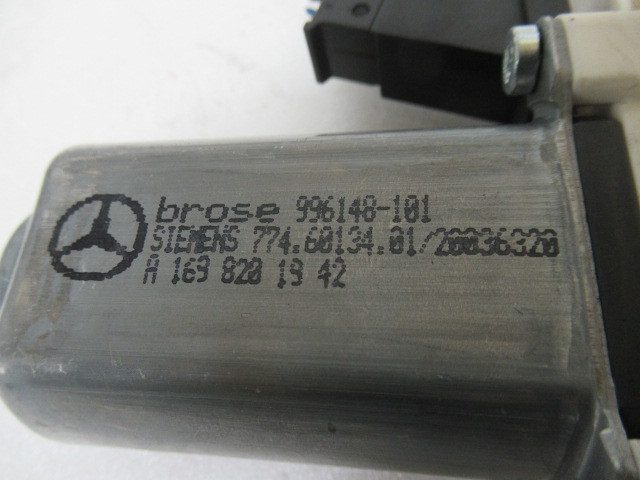 brose 996148-101
SIEMENS 774.60134.01/20036320
A 169 820 19 42